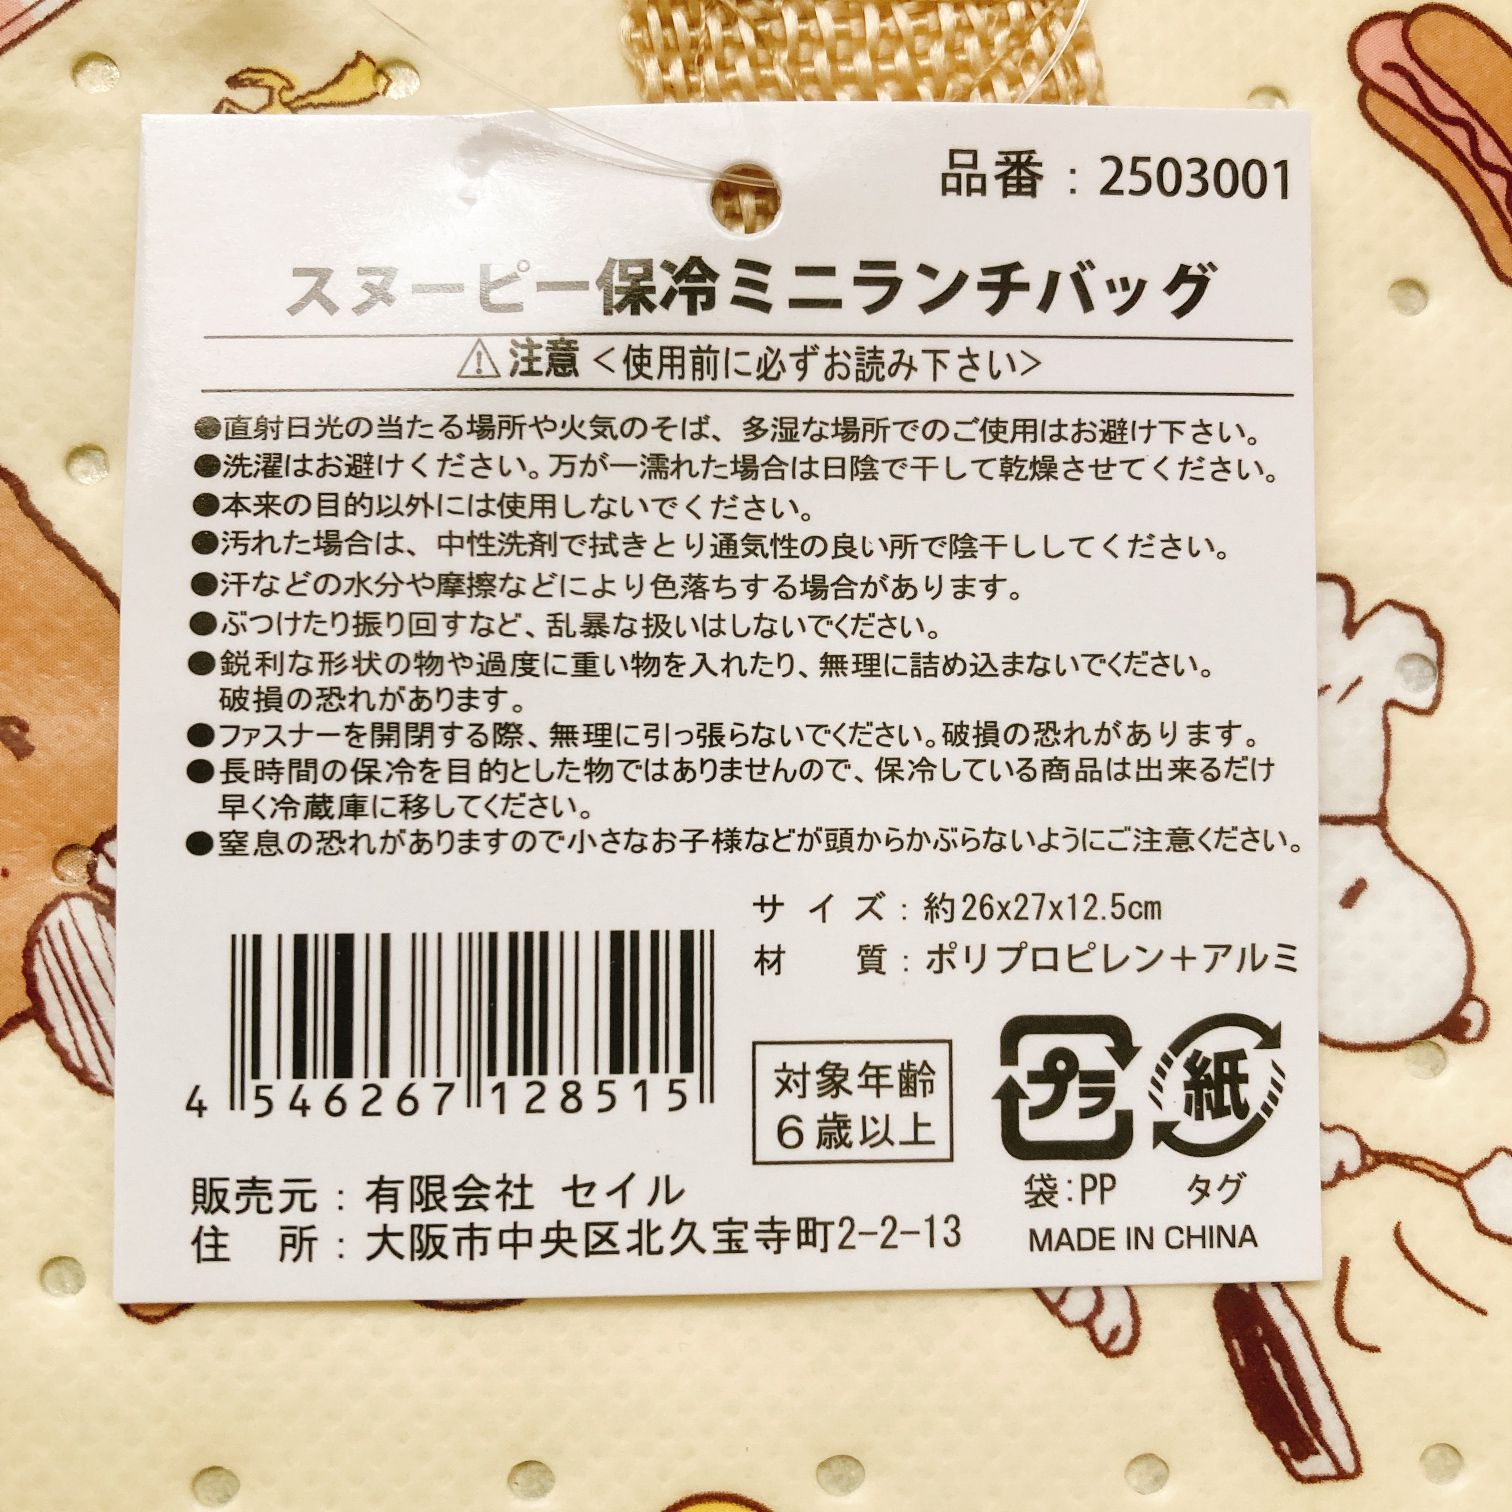 品番：2503001
スヌーピー保冷ミニランチバッグ
⚠注意＜使用前に必ずお読み下さい＞
●直射日光の当たる場所や火気のそば、多湿な場所でのご使用はお避け下さい。
●洗濯はお避けください。万が一濡れた場合は日陰で干して乾燥させてください。
●本来の目的以外には使用しないでください。
●汚れた場合は、中性洗剤で拭きとり通気性の良い所で陰干ししてください。
●汗などの水分や摩擦などにより色落ちする場合があります。
●ぶつけたり振り回すなど、乱暴な扱いはしないでください。
●鋭利な形状の物や過度に重い物を入れたり、無理に詰め込まないでください。
破損の恐れがあります。
●ファスナーを開閉する際、無理に引っ張らないでください。破損の恐れがあります。
●長時間の保冷を目的とした物ではありませんので、保冷している商品は出来るだけ
早く冷蔵庫に移してください。
●窒息の恐れがありますので小さなお子様などが頭からかぶらないようにご注意ください。
サイズ：約26x27x12.5cm
材質：ポリプロピレン＋アルミ
4 546267 128515
対象年齢
6歳以上
プラ
紙
袋:PP
タグ
MADE IN CHINA
販売元：有限会社 セイル
住所：大阪市中央区北久宝寺町2-2-13